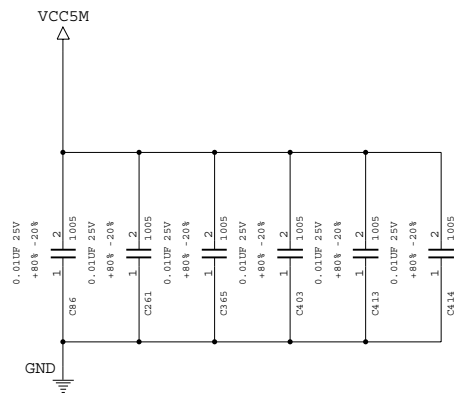 VCC5M
0.01UF 25V
+80% -20%
2
1
1005
C86
0.01UF 25V
+80% -20%
2
1
1005
C261
0.01UF 25V
+80% -20%
2
1
1005
C365
0.01UF 25V
+80% -20%
2
1
1005
C403
0.01UF 25V
+80% -20%
2
1
1005
C413
0.01UF 25V
+80% -20%
2
1
1005
C414
GND